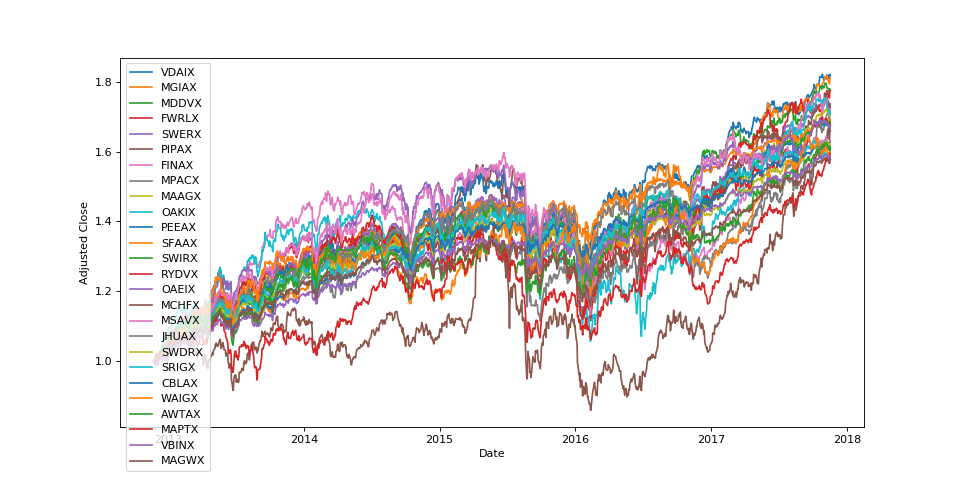 1.8
1.6
1.4
1.2
1.0
Adjusted Close
VDAIX
MGIAX
MDDVX
FWRLX
SWERX
PIPAX
FINAX
MPACX
MAAGX
OAKIX
PEEAX
SFAAX
SWIRX
RYDVX
OAEIX
MCHFX
MSAVX
JHUAX
SWDRX
SRIGX
CBLAX
WAIGX
AWTAX
MAPTX
VBINX
MAGWX
2013
2014
2015
2016
2017
2018
Date